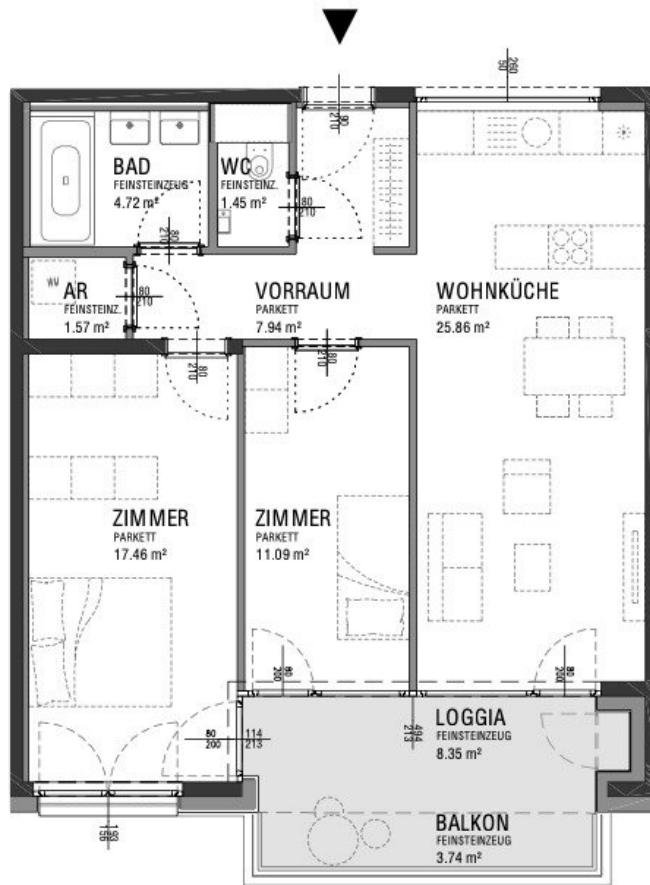 50
260
90
210
BAD
FEINSTEINZEUG
4.72 m²
WC
FEINSTEINZ.
1.45 m²
80
210
80
210
WM
AR
FEINSTEINZ.
1.57 m²
80
210
VORRAUM
PARKETT
7.94 m²
WOHNKÜCHE
PARKETT
25.86 m²
80
210
80
210
ZIMMER
PARKETT
17.46 m²
ZIMMER
PARKETT
11.09 m²
80
200
80
200
80
200
114
213
494
213
LOGGIA
FEINSTEINZEUG
8.35 m²
193
156
BALKON
FEINSTEINZEUG
3.74 m²